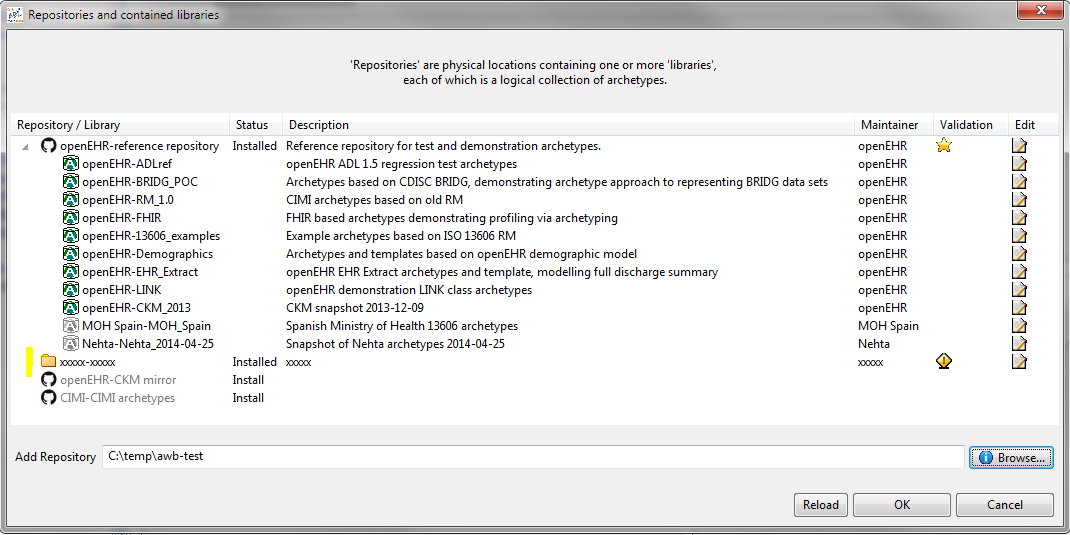 Repositories and contained libraries
'Repositories' are physical locations containing one or more 'libraries',
each of which is a logical collection of archetypes.
Repository / Library Status Description Maintainer Validation Edit
openEHR-reference repository Installed Reference repository for test and demonstration archetypes. openEHR
openEHR-ADLref openEHR ADL 1.5 regression test archetypes openEHR
openEHR-BRIDG_POC Archetypes based on CDISC BRIDG, demonstrating archetype approach to representing BRIDG data sets openEHR
openEHR-RM_1.0 CIMI archetypes based on old RM openEHR
openEHR-FHIR FHIR based archetypes demonstrating profiling via archetyping openEHR
openEHR-13606_examples Example archetypes based on ISO 13606 RM openEHR
openEHR-Demographics Archetypes and templates based on openEHR demographic model openEHR
openEHR-EHR_Extract openEHR EHR Extract archetypes and template, modelling full discharge summary openEHR
openEHR-LINK openEHR demonstration LINK class archetypes openEHR
openEHR-CKM_2013 CKM snapshot 2013-12-09 openEHR
MOH Spain-MOH_Spain Spanish Ministry of Health 13606 archetypes MOH Spain
Nehta-Nehta_2014-04-25 Snapshot of Nehta archetypes 2014-04-25 Nehta
xxxxx-xxxxx Installed xxxxx xxxxx
openEHR-CKM mirror Install
CIMI-CIMI archetypes Install
Add Repository C:\temp\awb-test Browse...
Reload OK Cancel